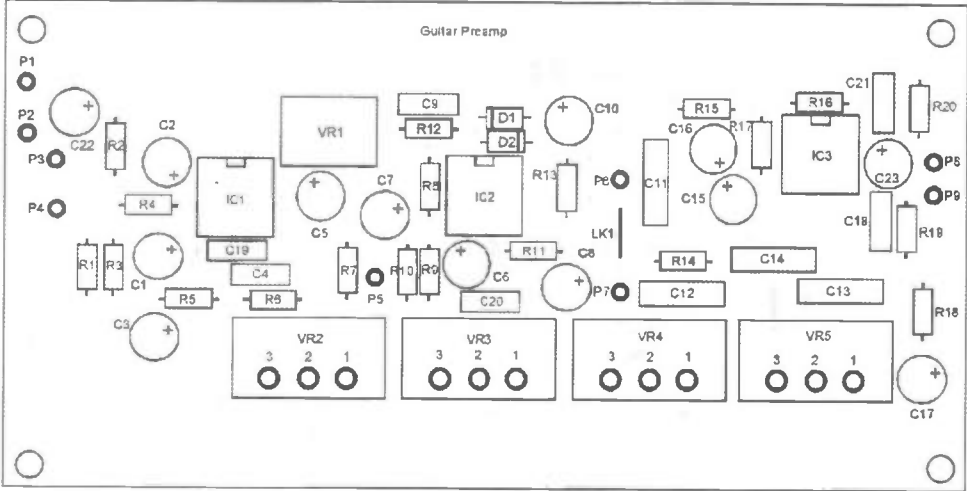 Guitar Preamp
P1
P2
P3
P4
C22
R2
C2
R4
R1
R3
C1
R5
C3
IC1
C19
C4
R6
VR1
C5
C7
R7
P5
R10
R9
C9
R12
R8
D1
D2
IC2
C10
R13
C6
R11
C20
C8
P6
LK1
P7
C11
R15
C16
R17
C15
R14
C12
C14
C13
R16
IC3
C21
R20
C23
P8
P9
C18
R19
R18
C17
VR2
3 2 1
VR3
3 2 1
VR4
3 2 1
VR5
3 2 1
+
+
+
+
+
+
+
+
+
+
+
+
+